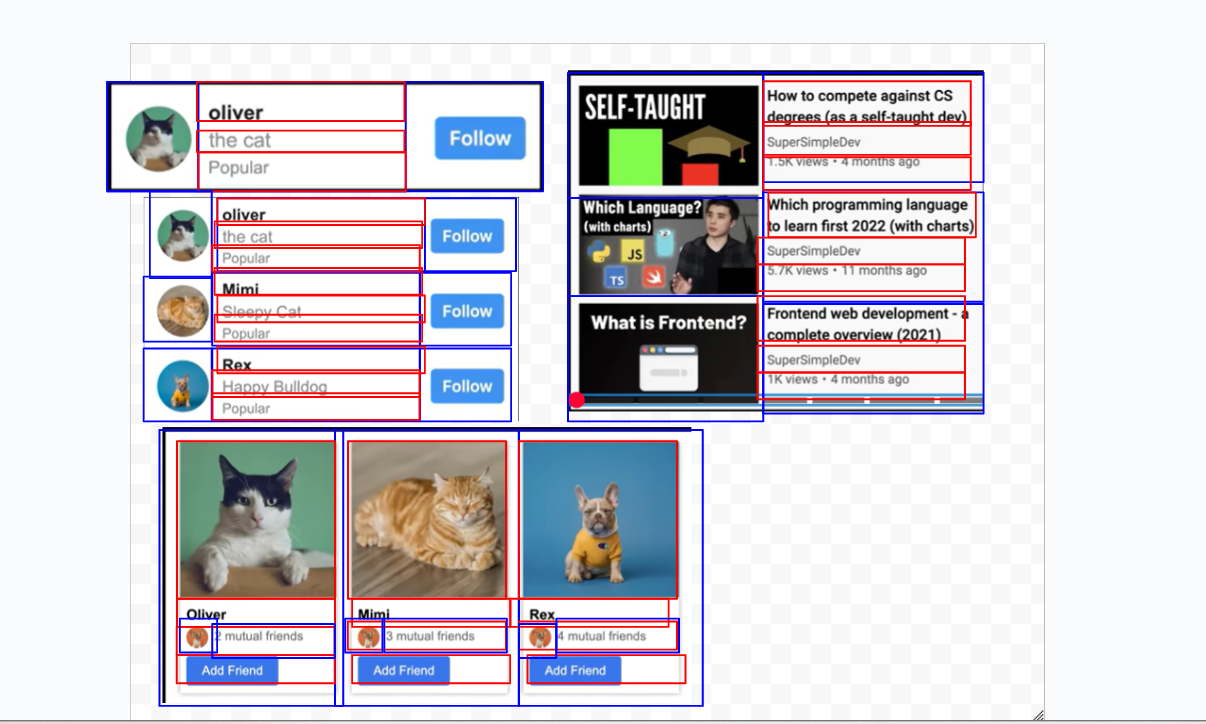 oliver
the cat
Popular
Follow
oliver
the cat
Popular
Follow
Mimi
Sleepy Cat
Popular
Follow
Rex
Happy Bulldog
Popular
Follow
SELF-TAUGHT
How to compete against CS
degrees (as a self-taught dev)
SuperSimpleDev
1.5K views • 4 months ago
Which Language?
(with charts)
JS
TS
Which programming language
to learn first 2022 (with charts)
SuperSimpleDev
5.7K views • 11 months ago
What is Frontend?
Frontend web development - a
complete overview (2021)
SuperSimpleDev
1K views • 4 months ago
Oliver
2 mutual friends
Add Friend
Mimi
3 mutual friends
Add Friend
Rex
4 mutual friends
Add Friend